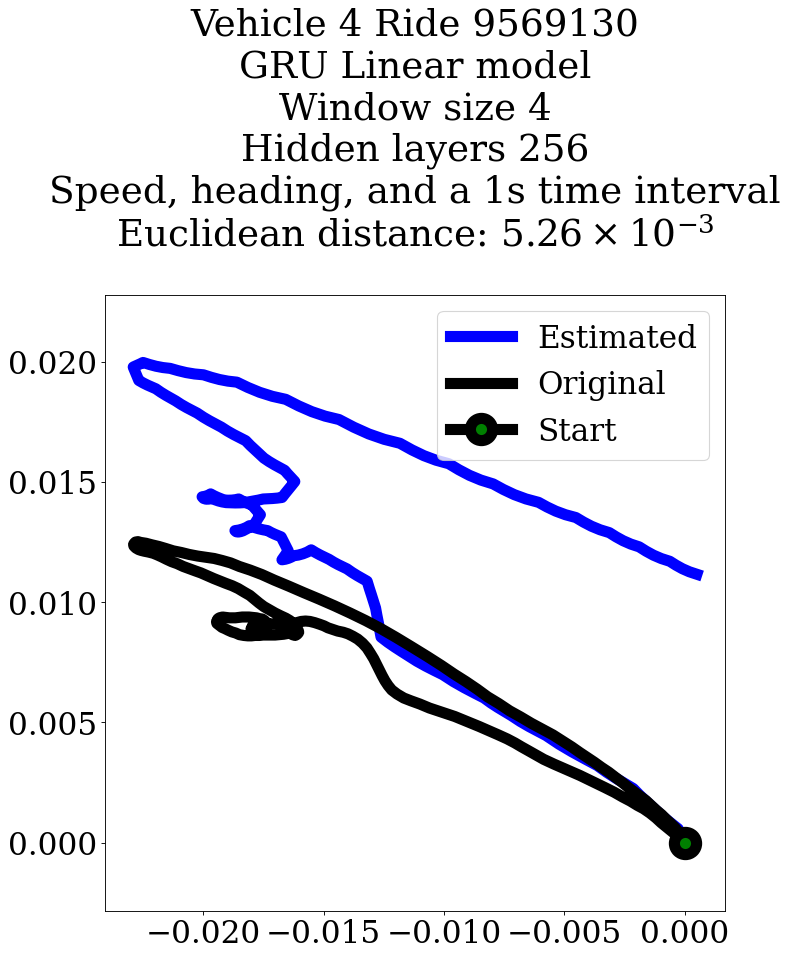 Vehicle 4 Ride 9569130
GRU Linear model
Window size 4
Hidden layers 256
Speed, heading, and a 1s time interval
Euclidean distance: 5.26 × 10⁻³
Estimated
Original
Start
0.020
0.015
0.010
0.005
0.000
−0.020 −0.015 −0.010 −0.005 0.000